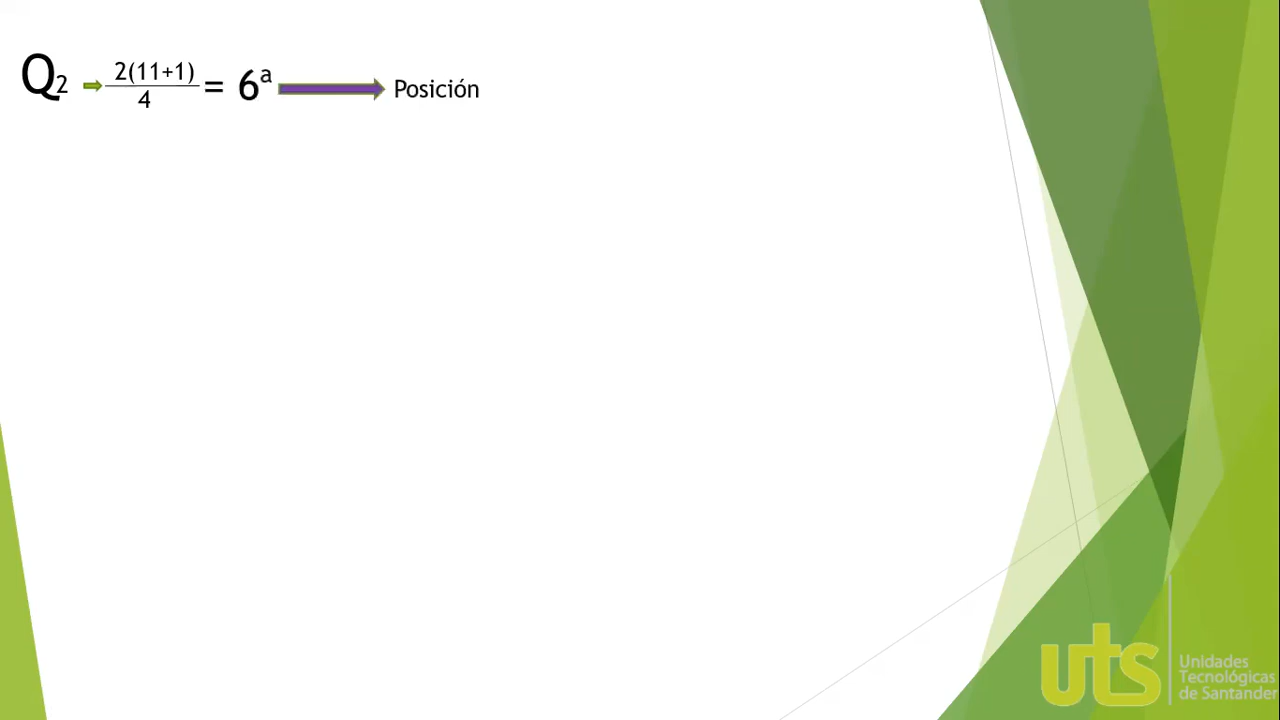 Q₂ ⇨ 2(11+1)/4 = 6ª → Posición
uts
Unidades
Tecnológicas
de Santander